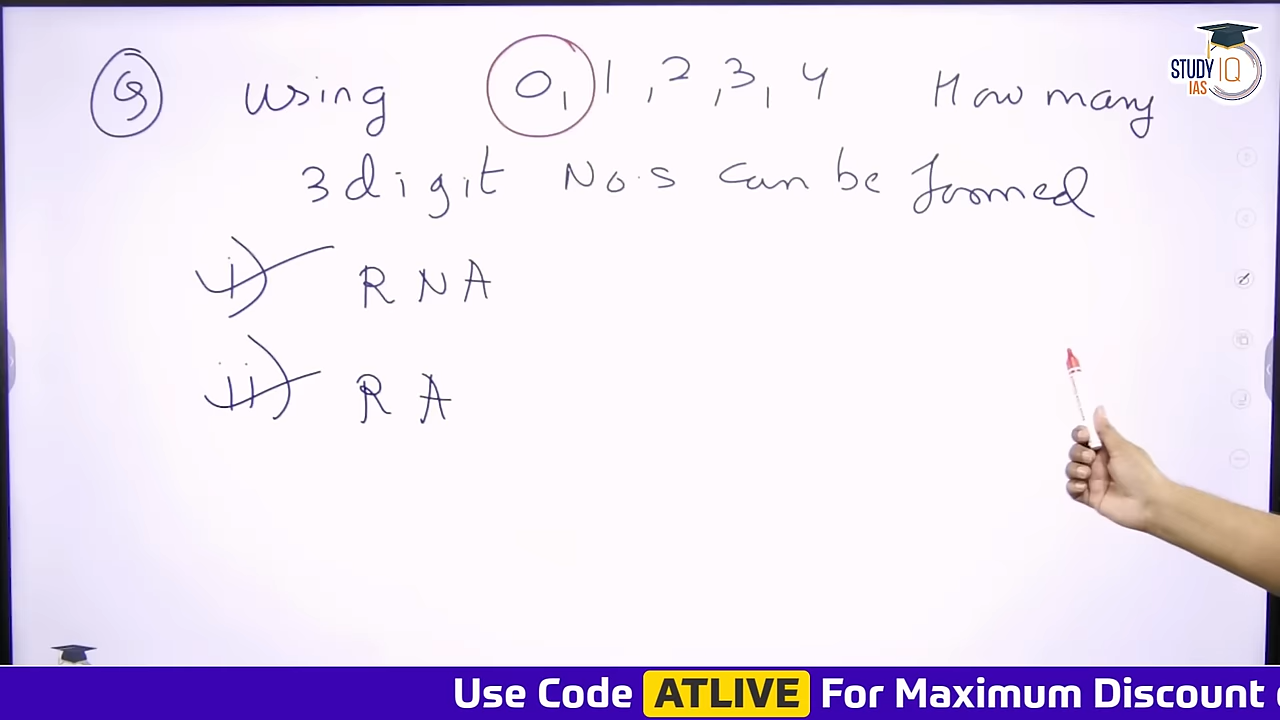 Q Using 0, 1, 2, 3, 4 How many
3 digit No.s can be formed
i) R N A
ii) R A
STUDY IQ
IAS
Use Code ATLIVE For Maximum Discount